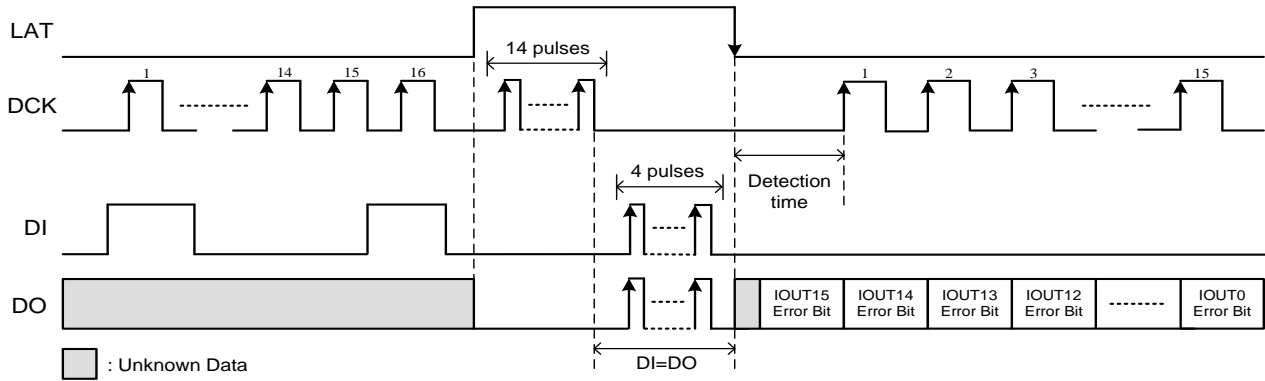 LAT
14 pulses
1 14 15 16 1 2 3 15
DCK
4 pulses
Detection
time
DI
DO
IOUT15 IOUT14 IOUT13 IOUT12 IOUT0
Error Bit Error Bit Error Bit Error Bit Error Bit
DI=DO
: Unknown Data